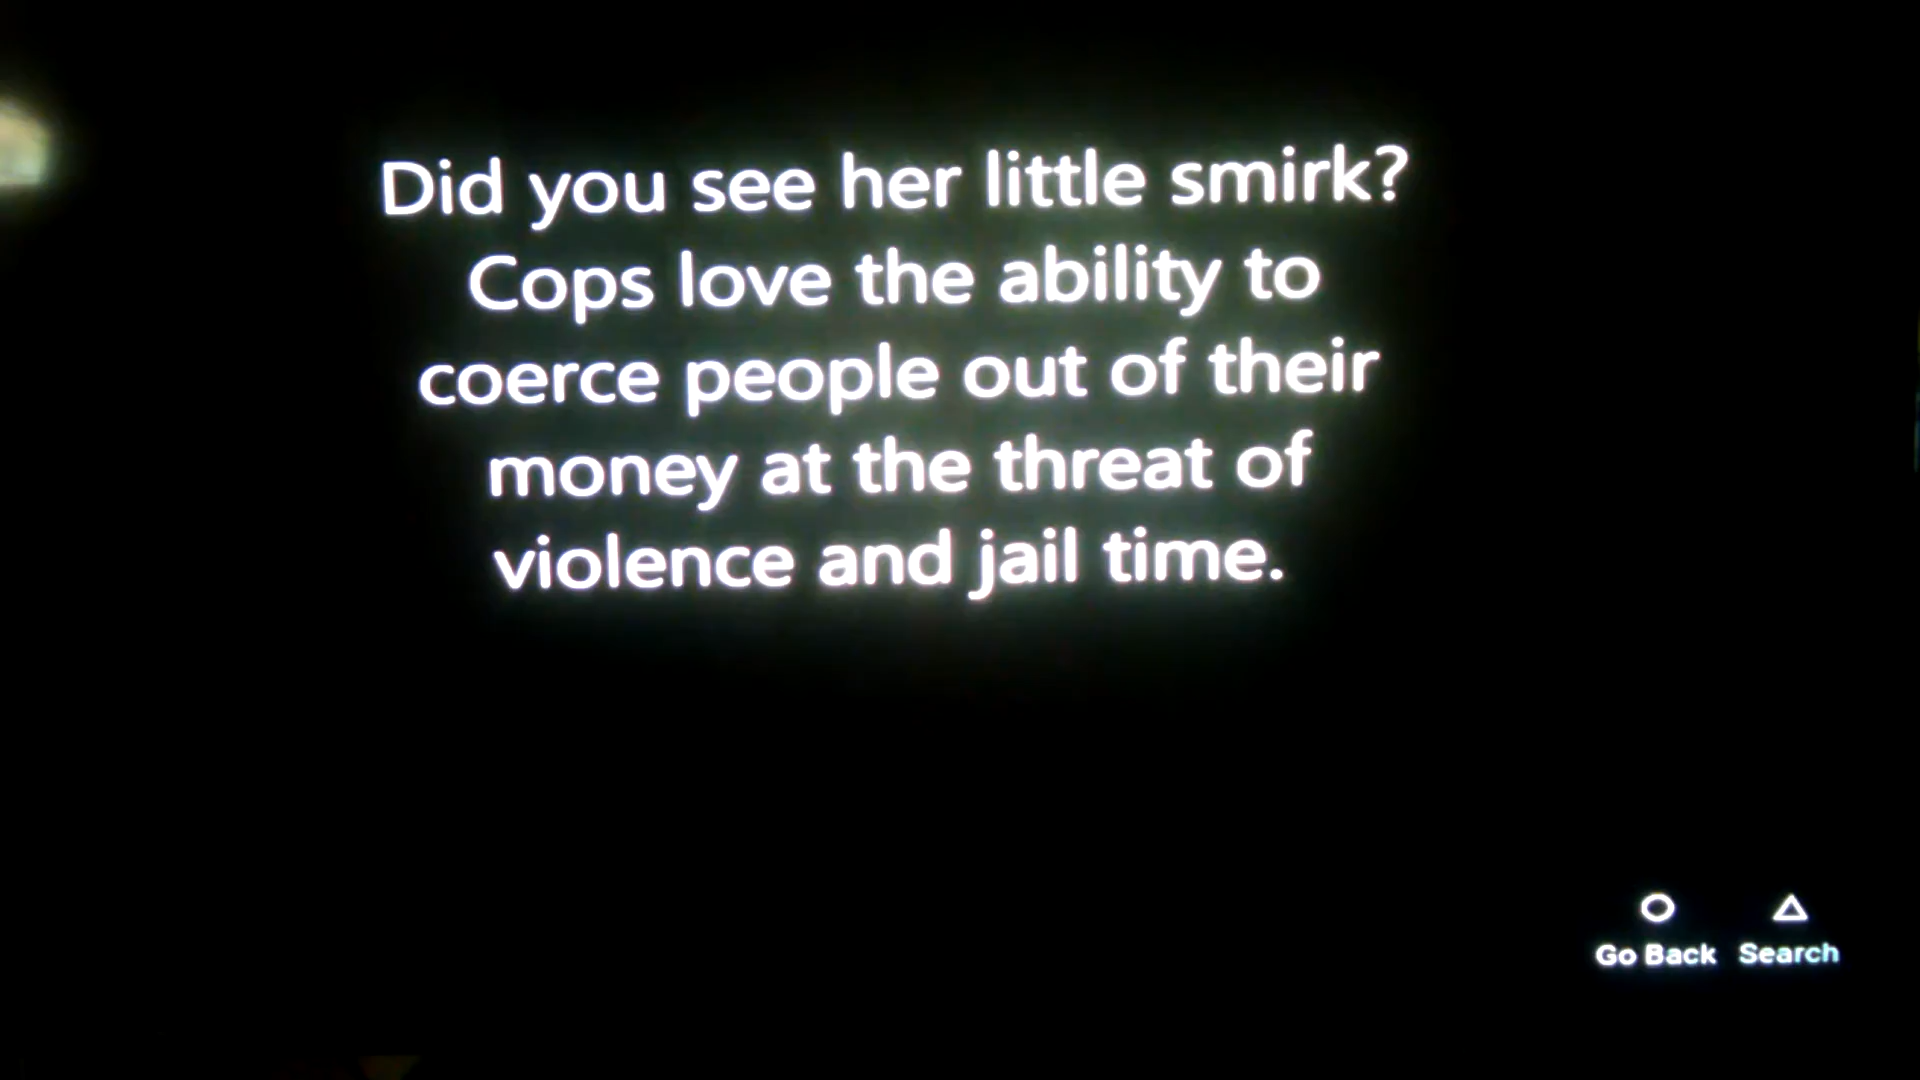 Did you see her little smirk?
Cops love the ability to
coerce people out of their
money at the threat of
violence and jail time.
Go Back Search